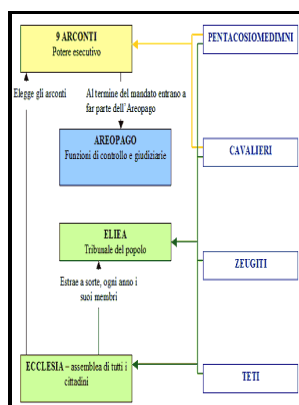 9 ARCONTI
Potere esecutivo
PENTACOSIOMEDIMNI
Elegge gli arconti
Al termine del mandato entrano a
far parte dell'Areopago
AREOPAGO
Funzioni di controllo e giudiziarie
CAVALIERI
ELIEA
Tribunale del popolo
ZEUGITI
Estrae a sorte, ogni anno i
suoi membri
ECCLESIA – assemblea di tutti i
cittadini
TETI